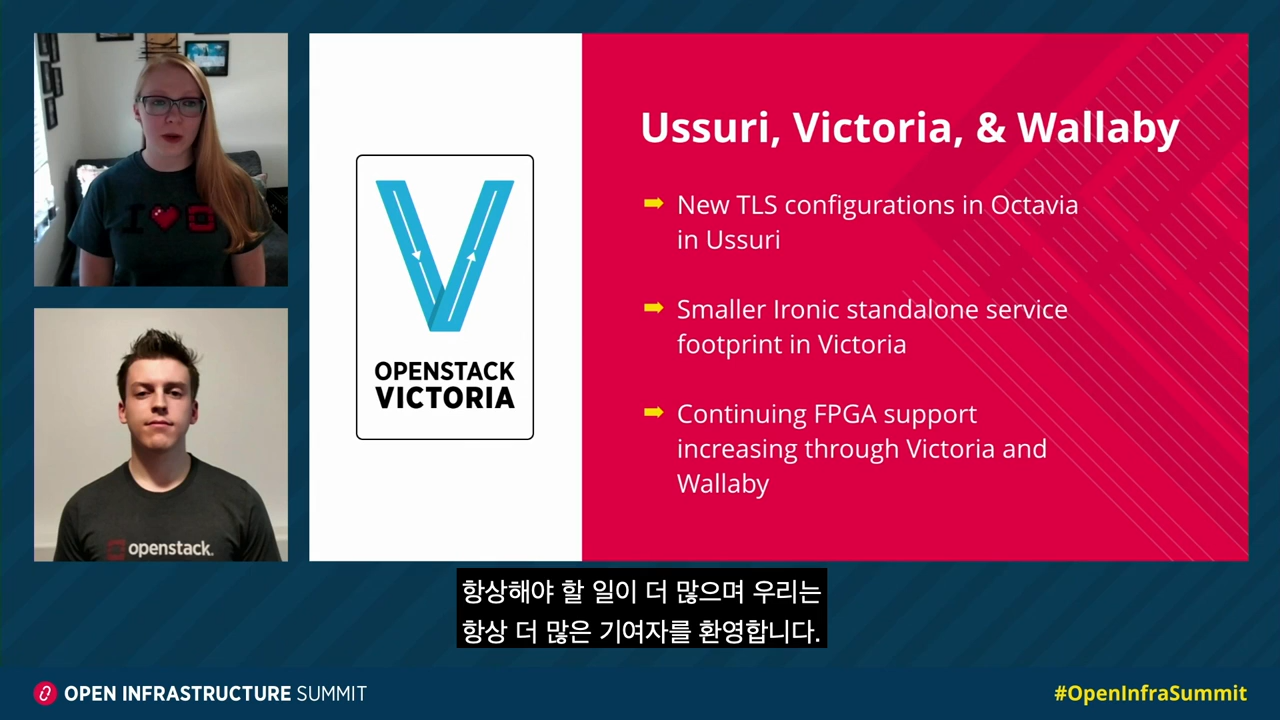 I
Ussuri, Victoria, & Wallaby
New TLS configurations in Octavia
in Ussuri
Smaller Ironic standalone service
footprint in Victoria
Continuing FPGA support
increasing through Victoria and
Wallaby
OPENSTACK
VICTORIA
openstack.
항상해야 할 일이 더 많으며 우리는
항상 더 많은 기여자를 환영합니다.
OPEN INFRASTRUCTURE SUMMIT
#OpenInfraSummit